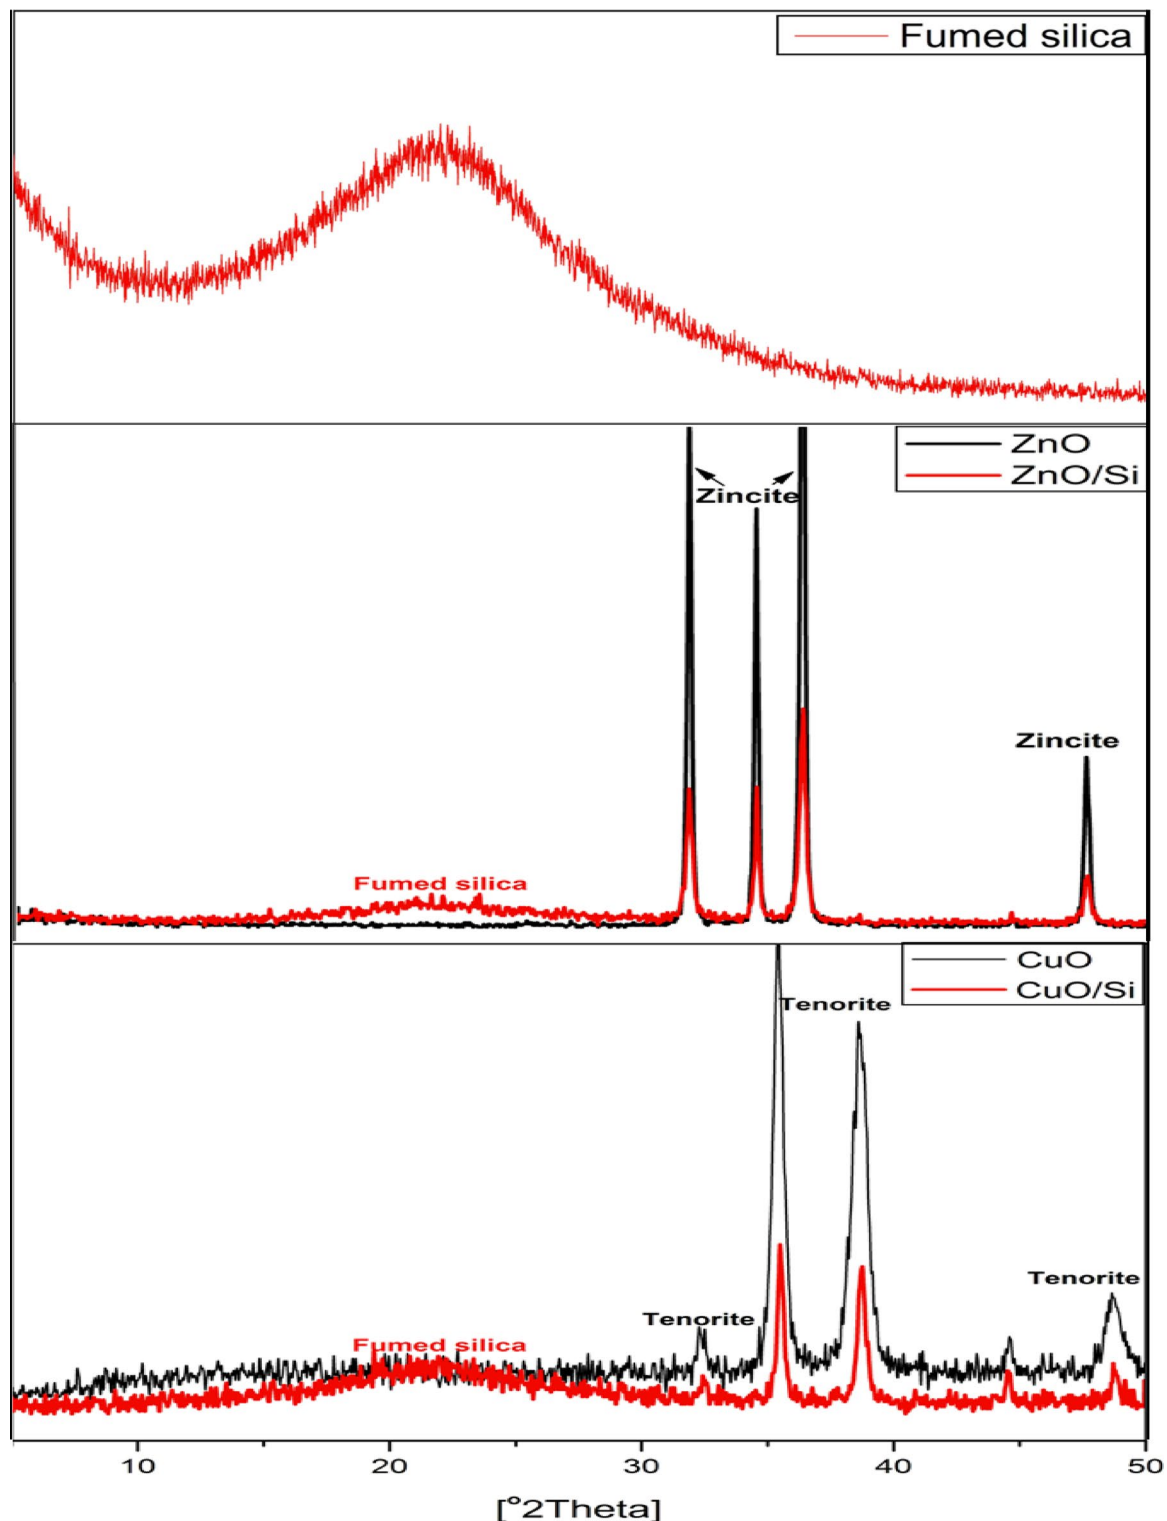 Fumed silica
ZnO
ZnO/Si
Zincite
Zincite
Fumed silica
CuO
CuO/Si
Tenorite
Tenorite
Tenorite
Fumed silica
10 20 30 40 50
[°2Theta]